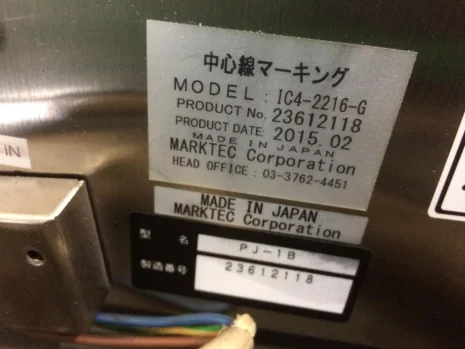 中心線マーキング
MODEL : IC4-2216-G
PRODUCT No. 23612118
PRODUCT DATE: 2015.02
MADE IN JAPAN
MARKTEC Corporation
HEAD OFFICE : 03-3762-4451
IN
MADE IN JAPAN
MARKTEC Corporation
型 名 PJ-1B
製造番号 23612118